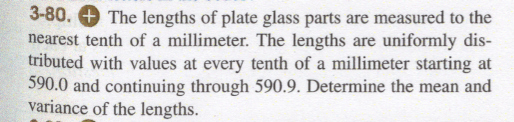 3-80. + The lengths of plate glass parts are measured to the
nearest tenth of a millimeter. The lengths are uniformly dis-
tributed with values at every tenth of a millimeter starting at
590.0 and continuing through 590.9. Determine the mean and
variance of the lengths.